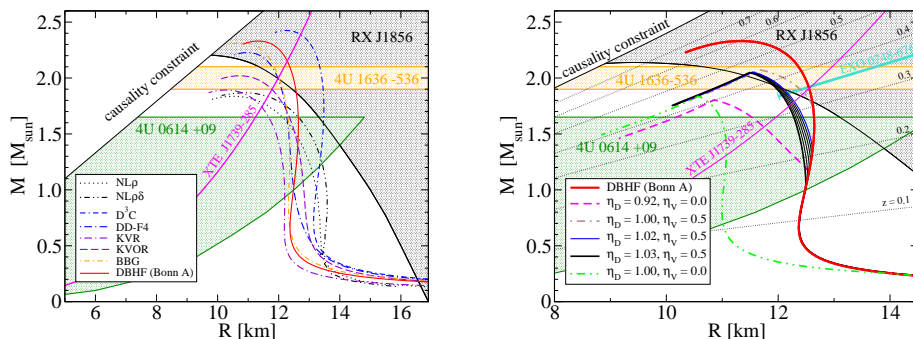 2.5
2.0
1.5
1.0
0.5
0
M [M_sun]
causality constraint
RX J1856
4U 1636 -536
4U 0614 +09
XTE J1739-285
NLρ
NLρδ
D³C
DD-F4
KVR
KVOR
BBG
DBHF (Bonn A)
6 8 10 12 14 16
R [km]
2.5
2.0
1.5
1.0
0.5
0
M [M_sun]
causality constraint
0.7 0.6 0.5 0.4
RX J1856
4U 1636-536
0.3
XTE J1739-285
4U 0614 +09
0.2
z = 0.1
DBHF (Bonn A)
η_D = 0.92, η_V = 0.0
η_D = 1.00, η_V = 0.5
η_D = 1.02, η_V = 0.5
η_D = 1.03, η_V = 0.5
η_D = 1.00, η_V = 0.0
8 10 12 14
R [km]